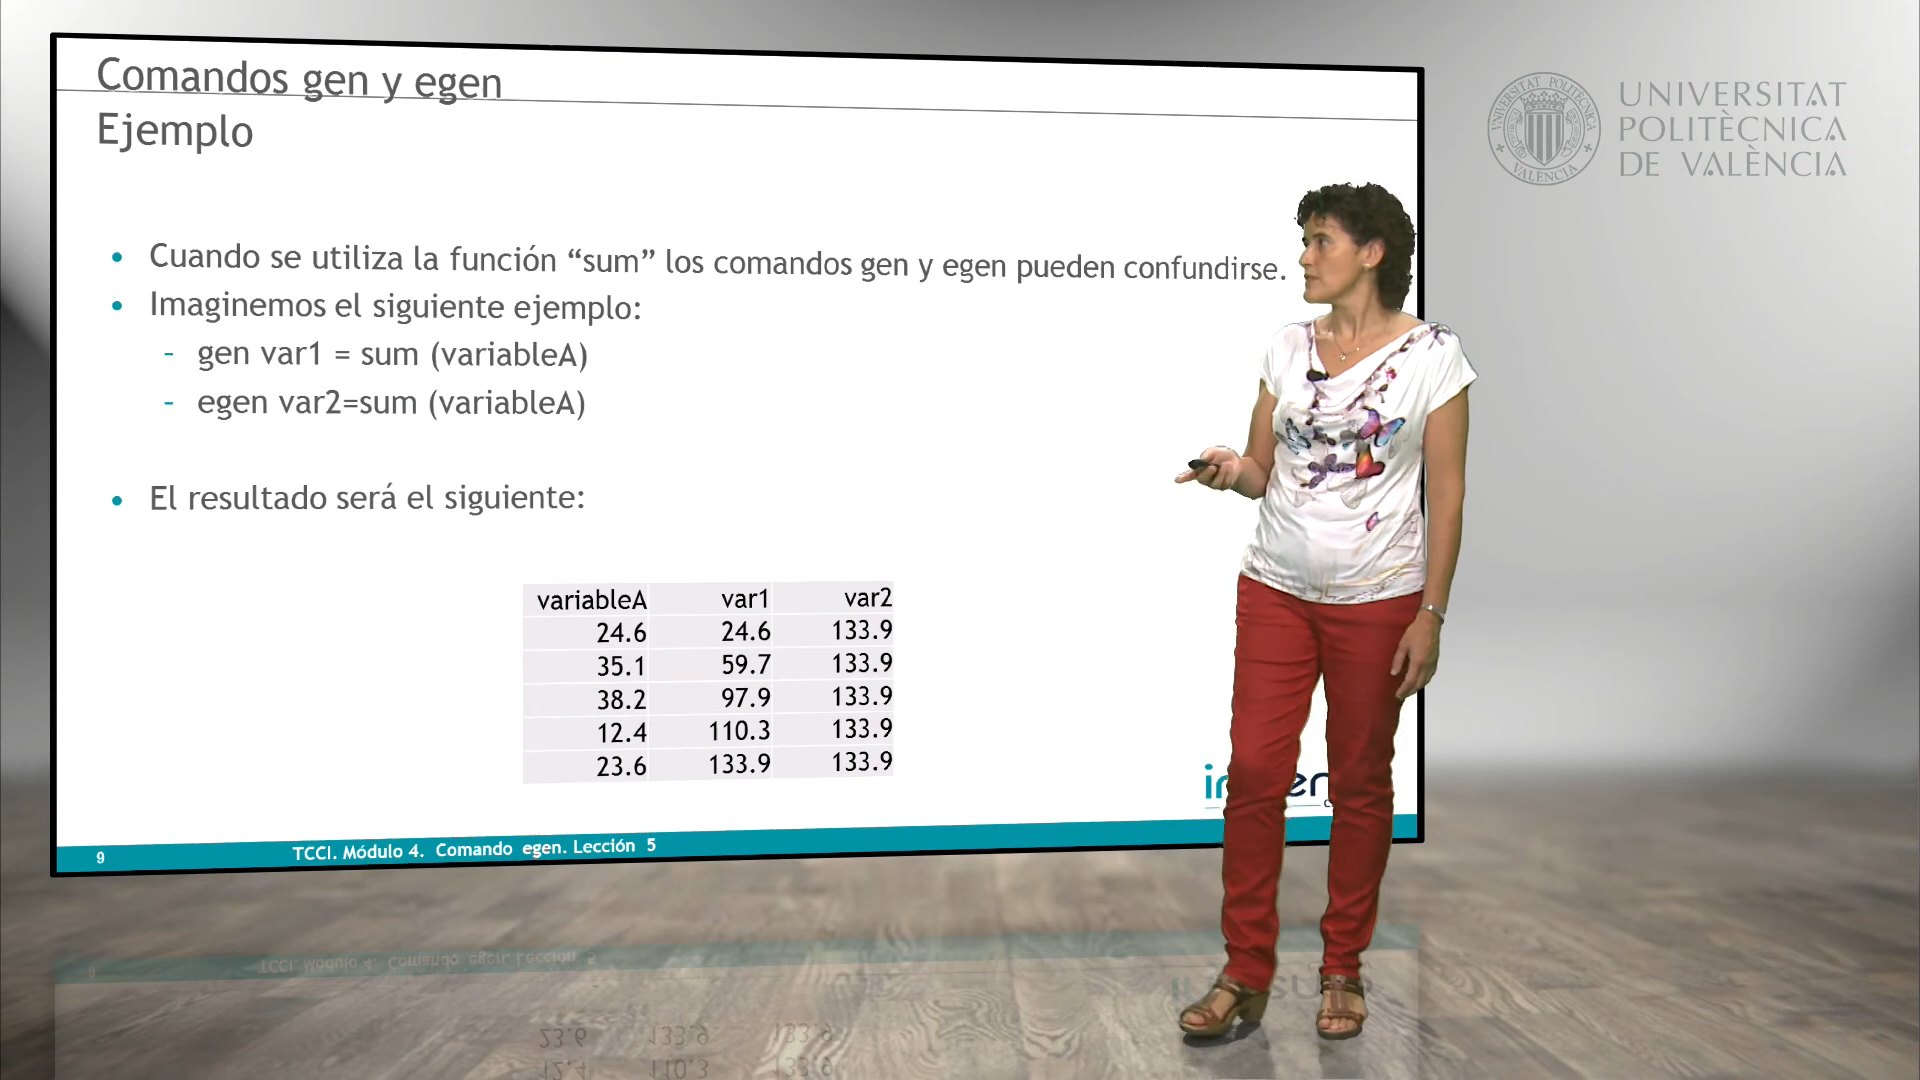 Comandos gen y egen
Ejemplo
• Cuando se utiliza la función “sum” los comandos gen y egen pueden confundirse.
• Imaginemos el siguiente ejemplo:
- gen var1 = sum (variableA)
- egen var2=sum (variableA)
• El resultado será el siguiente:
variableA var1 var2
24.6 24.6 133.9
35.1 59.7 133.9
38.2 97.9 133.9
12.4 110.3 133.9
23.6 133.9 133.9
9 TCCI. Módulo 4. Comando egen. Lección 5
UNIVERSITAT
POLITÈCNICA
DE VALÈNCIA